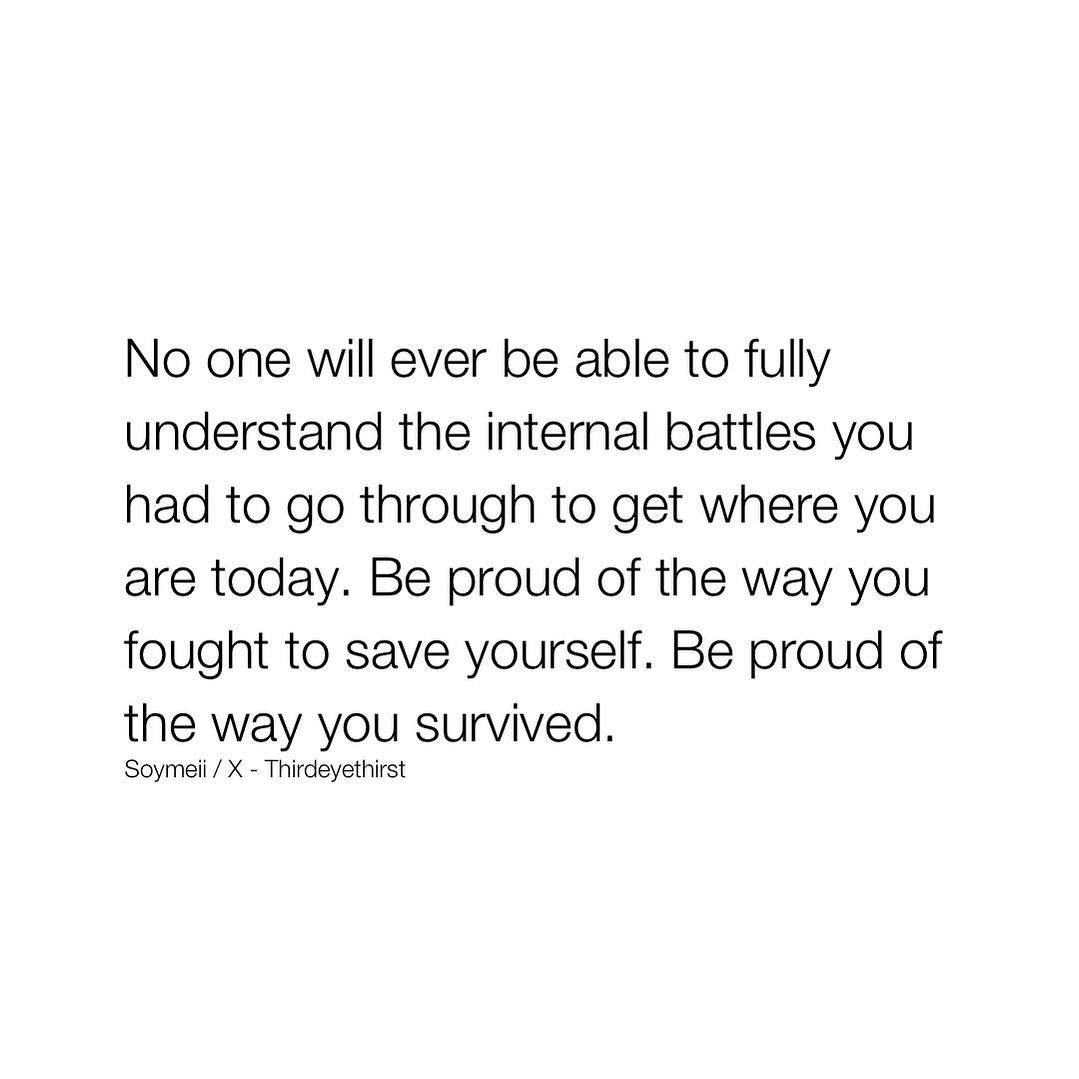 No one will ever be able to fully
understand the internal battles you
had to go through to get where you
are today. Be proud of the way you
fought to save yourself. Be proud of
the way you survived.
Soymeii / X - Thirdeyethirst